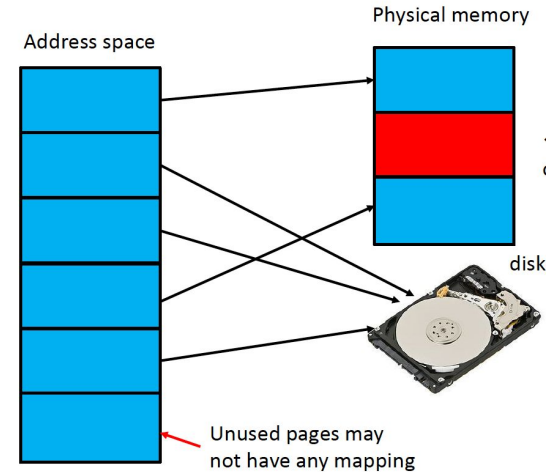 Physical memory
Address space
disk
Unused pages may
not have any mapping